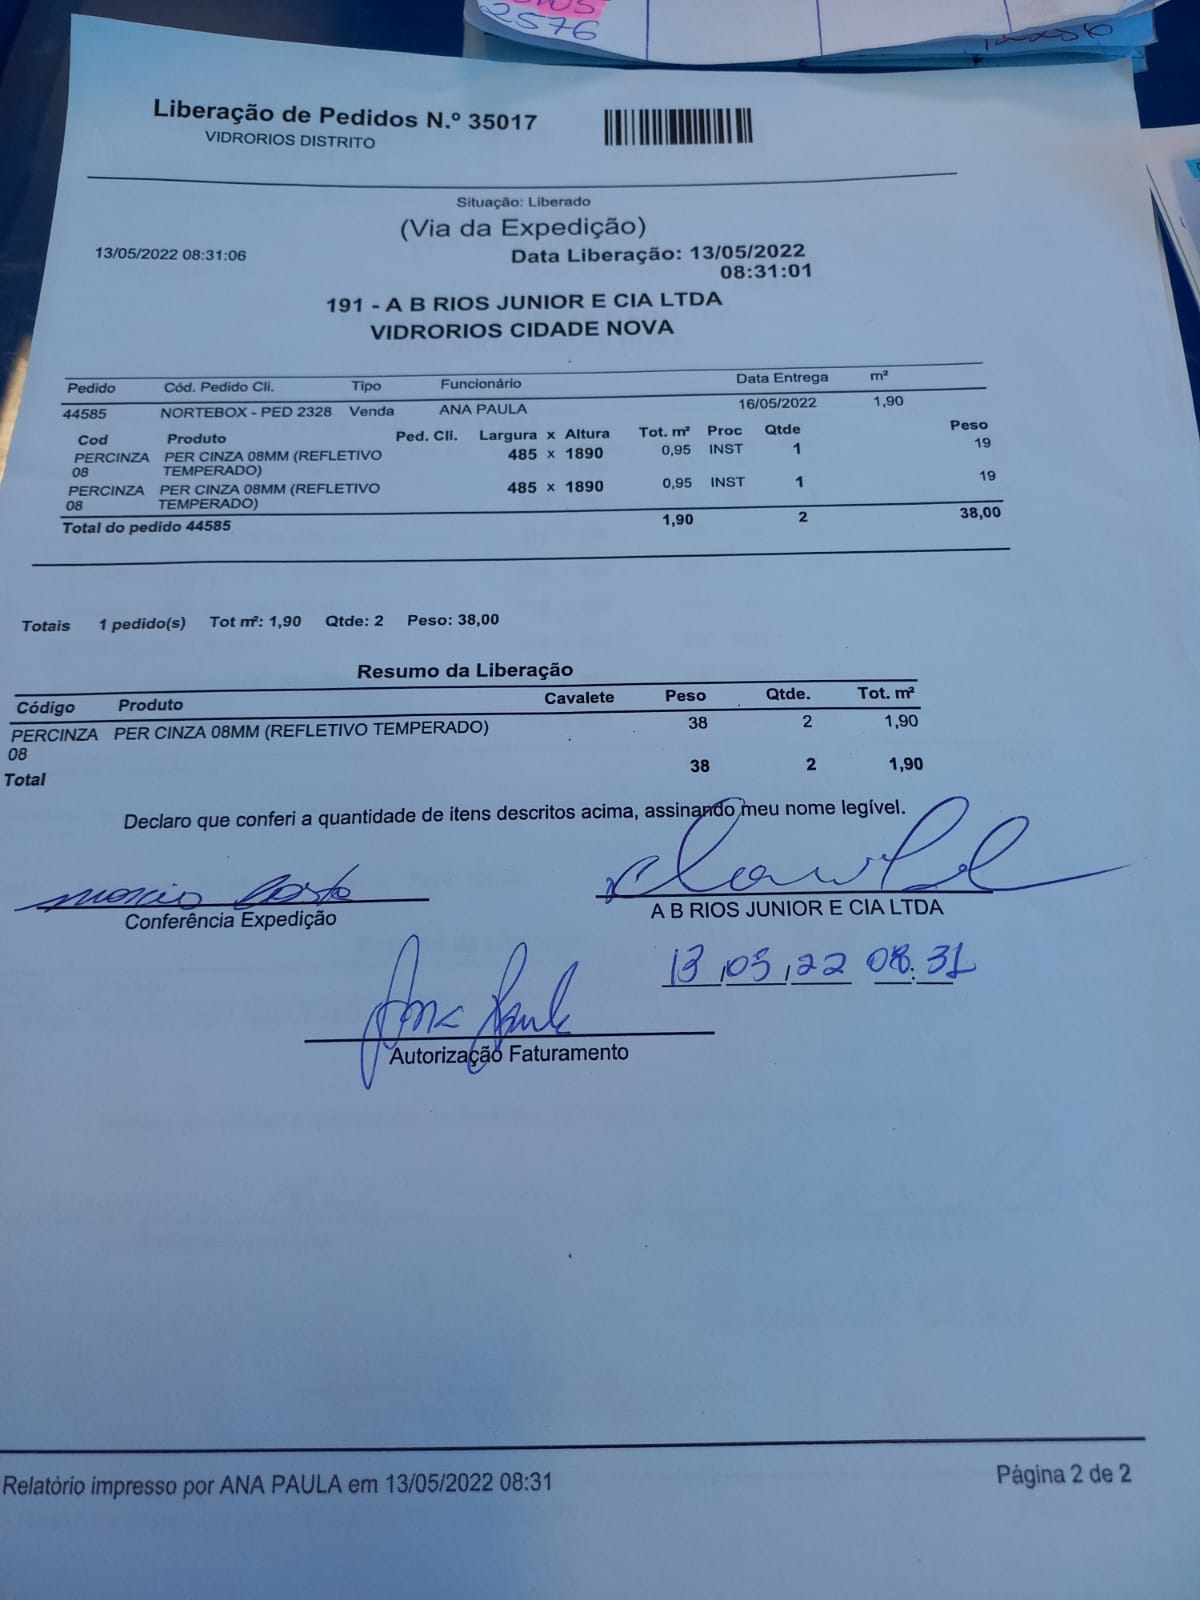 2576
Liberação de Pedidos N.º 35017
VIDRORIOS DISTRITO
Situação: Liberado
(Via da Expedição)
13/05/2022 08:31:06
Data Liberação: 13/05/2022
08:31:01
191 - A B RIOS JUNIOR E CIA LTDA
VIDRORIOS CIDADE NOVA
Pedido Cód. Pedido Cli. Tipo Funcionário Data Entrega m²
44585 NORTEBOX - PED 2328 Venda ANA PAULA 16/05/2022 1,90
Cod Produto Ped. Cli. Largura x Altura Tot. m² Proc Qtde Peso
PERCINZA PER CINZA 08MM (REFLETIVO 485 x 1890 0,95 INST 1 19
08 TEMPERADO)
PERCINZA PER CINZA 08MM (REFLETIVO 485 x 1890 0,95 INST 1 19
08 TEMPERADO)
Total do pedido 44585 1,90 2 38,00
Totais 1 pedido(s) Tot m²: 1,90 Qtde: 2 Peso: 38,00
Resumo da Liberação
Código Produto Cavalete Peso Qtde. Tot. m²
PERCINZA PER CINZA 08MM (REFLETIVO TEMPERADO) 38 2 1,90
08
Total 38 2 1,90
Declaro que conferi a quantidade de itens descritos acima, assinando meu nome legível.
marcio Costa
Conferência Expedição
A B RIOS JUNIOR E CIA LTDA
13,05,22 08.31
Ana Paula
Autorização Faturamento
Relatório impresso por ANA PAULA em 13/05/2022 08:31
Página 2 de 2